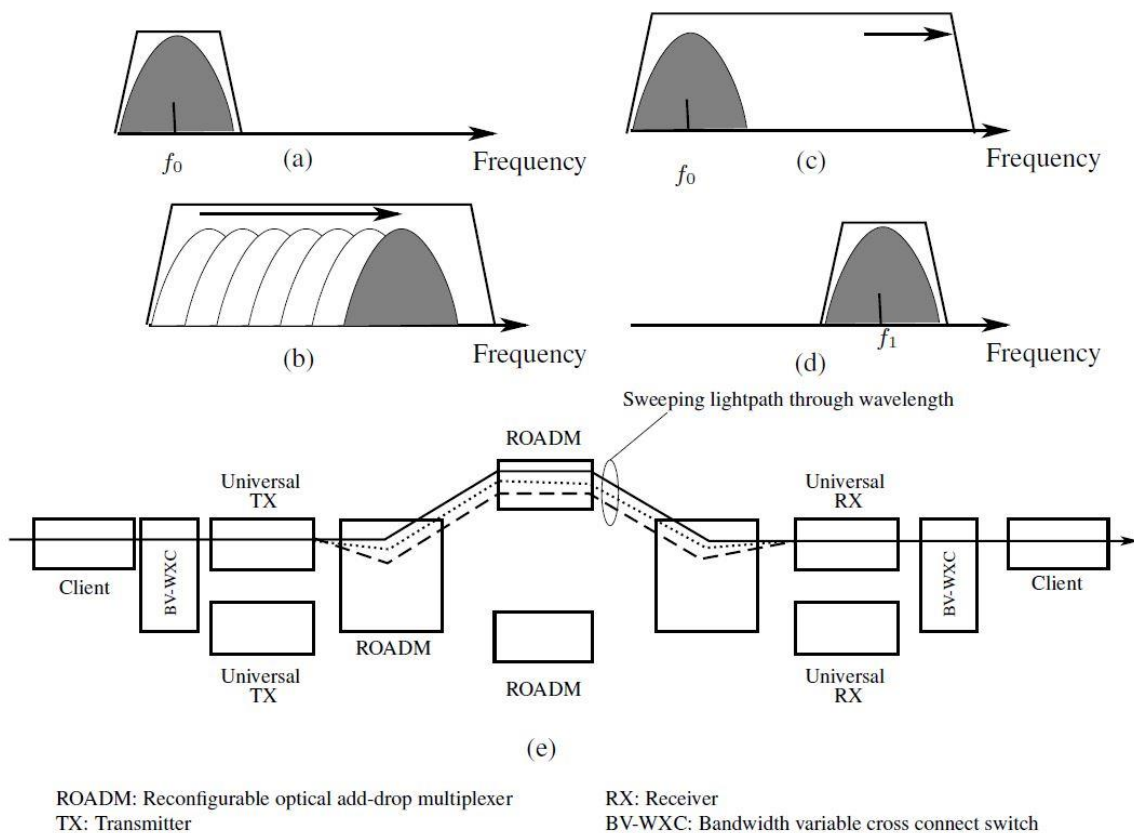 f0
(a)
Frequency
f0
(c)
Frequency
(b)
Frequency
f1
(d)
Frequency
Sweeping lightpath through wavelength
ROADM
Universal
TX
Universal
RX
Client
BV-WXC
BV-WXC
Client
ROADM
Universal
TX
ROADM
Universal
RX
(e)
ROADM: Reconfigurable optical add-drop multiplexer
RX: Receiver
TX: Transmitter
BV-WXC: Bandwidth variable cross connect switch